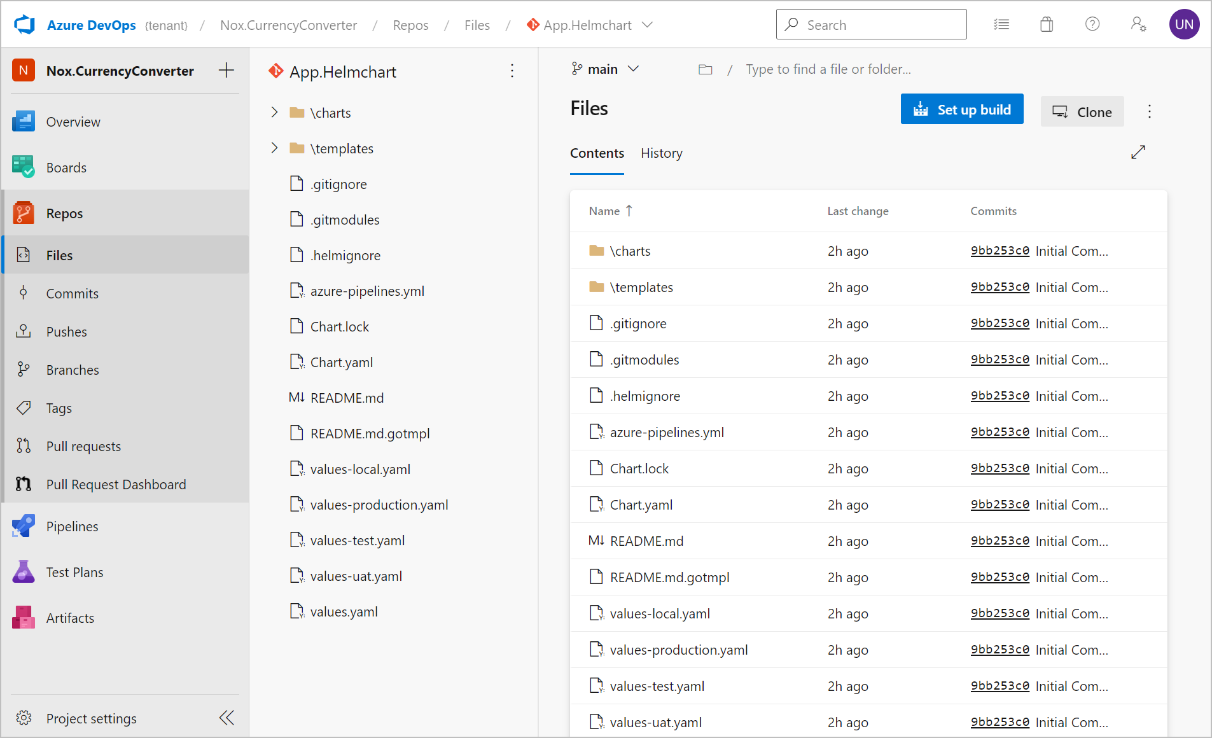 Azure DevOps (tenant) / Nox.CurrencyConverter / Repos / Files / App.Helmchart
Search
UN
N Nox.CurrencyConverter
Overview
Boards
Repos
Files
Commits
Pushes
Branches
Tags
Pull requests
Pull Request Dashboard
Pipelines
Test Plans
Artifacts
Project settings
App.Helmchart
\charts
\templates
.gitignore
.gitmodules
.helmignore
azure-pipelines.yml
Chart.lock
Chart.yaml
M↓ README.md
README.md.gotmpl
values-local.yaml
values-production.yaml
values-test.yaml
values-uat.yaml
values.yaml
main / Type to find a file or folder...
Files
Set up build
Clone
Contents History
Name ↑ Last change Commits
\charts 2h ago 9bb253c0 Initial Com...
\templates 2h ago 9bb253c0 Initial Com...
.gitignore 2h ago 9bb253c0 Initial Com...
.gitmodules 2h ago 9bb253c0 Initial Com...
.helmignore 2h ago 9bb253c0 Initial Com...
azure-pipelines.yml 2h ago 9bb253c0 Initial Com...
Chart.lock 2h ago 9bb253c0 Initial Com...
Chart.yaml 2h ago 9bb253c0 Initial Com...
M↓ README.md 2h ago 9bb253c0 Initial Com...
README.md.gotmpl 2h ago 9bb253c0 Initial Com...
values-local.yaml 2h ago 9bb253c0 Initial Com...
values-production.yaml 2h ago 9bb253c0 Initial Com...
values-test.yaml 2h ago 9bb253c0 Initial Com...
values-uat.yaml 2h ago 9bb253c0 Initial Com...